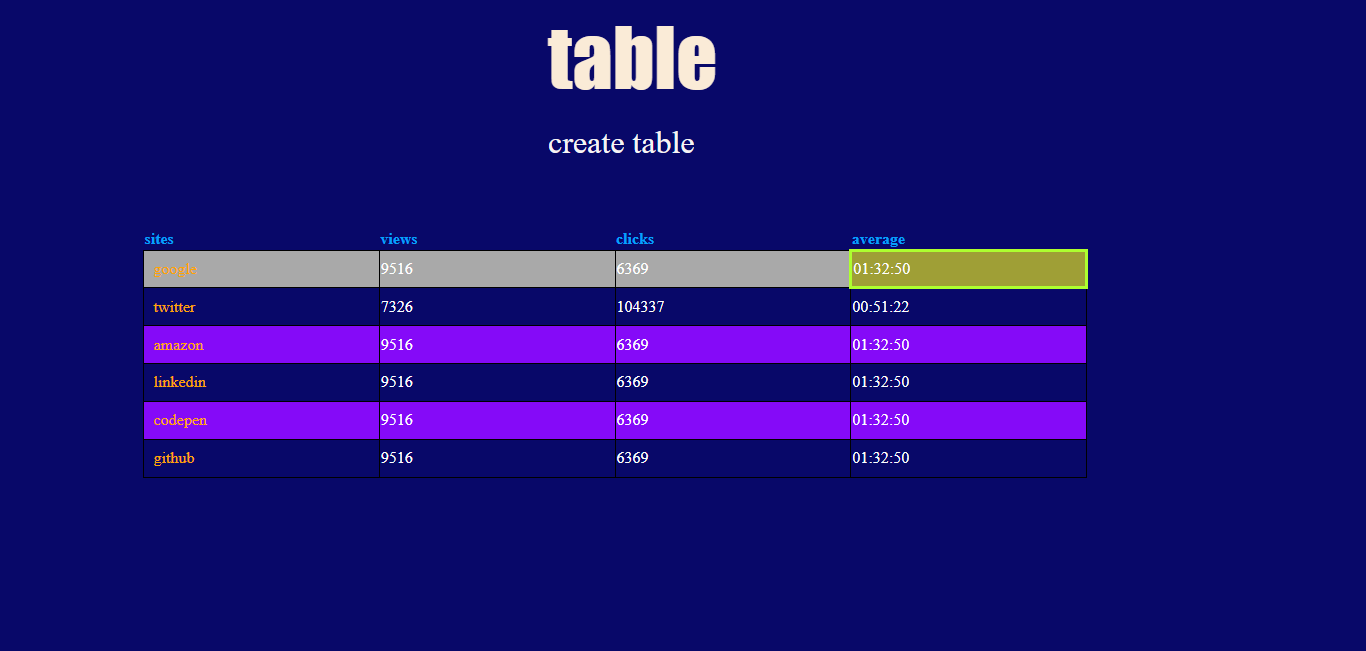 table
create table
sites views clicks average
google 9516 6369 01:32:50
twitter 7326 104337 00:51:22
amazon 9516 6369 01:32:50
linkedin 9516 6369 01:32:50
codepen 9516 6369 01:32:50
github 9516 6369 01:32:50